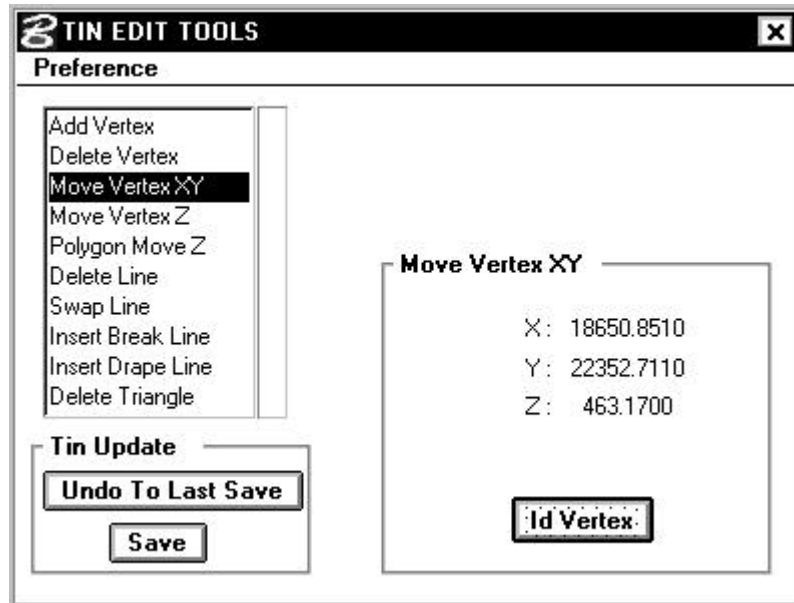 TIN EDIT TOOLS
Preference
Add Vertex
Delete Vertex
Move Vertex XY
Move Vertex Z
Polygon Move Z
Delete Line
Swap Line
Insert Break Line
Insert Drape Line
Delete Triangle
Tin Update
Undo To Last Save
Save
Move Vertex XY
X: 18650.8510
Y: 22352.7110
Z: 463.1700
Id Vertex